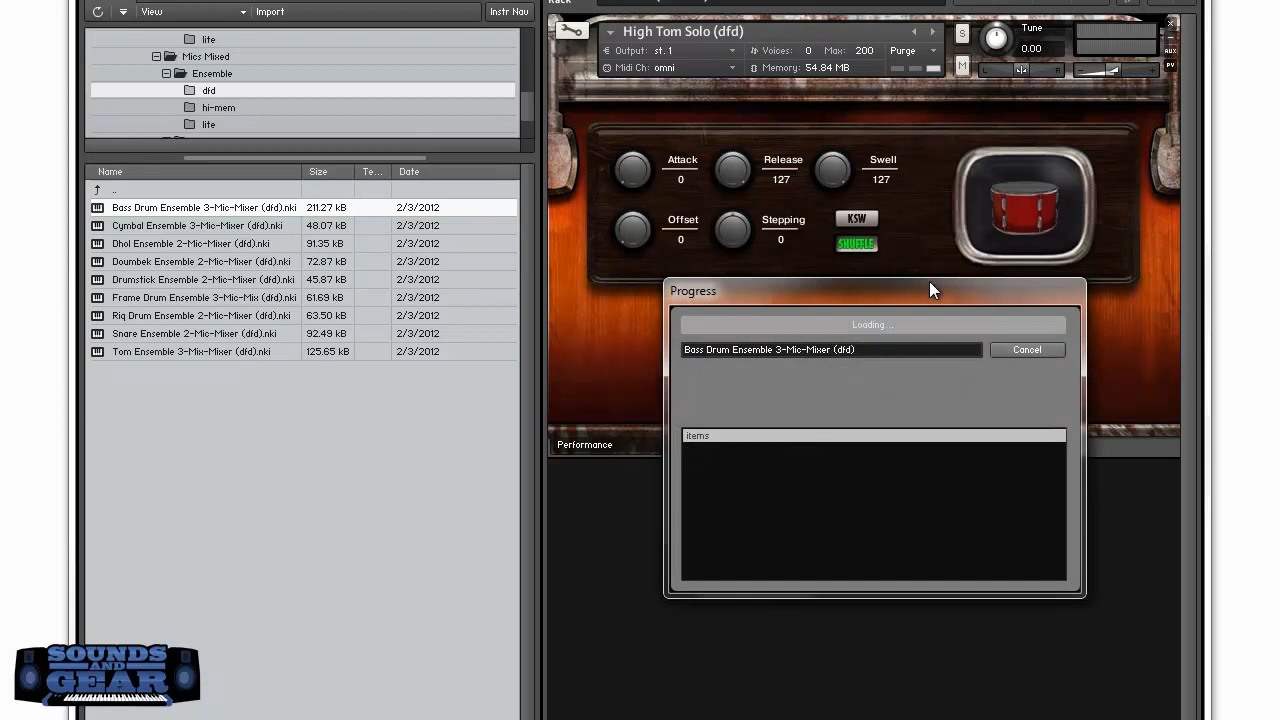 View Import Instr Nav
lite
Mics Mixed
Ensemble
dfd
hi-mem
lite
Name Size Te... Date
..
Bass Drum Ensemble 3-Mic-Mixer (dfd).nki 211.27 kB 2/3/2012
Cymbal Ensemble 3-Mic-Mixer (dfd).nki 48.07 kB 2/3/2012
Dhol Ensemble 2-Mic-Mixer (dfd).nki 91.35 kB 2/3/2012
Doumbek Ensemble 2-Mic-Mixer (dfd).nki 72.87 kB 2/3/2012
Drumstick Ensemble 2-Mic-Mixer (dfd).nki 45.87 kB 2/3/2012
Frame Drum Ensemble 3-Mix-Mix (dfd).nki 61.69 kB 2/3/2012
Riq Drum Ensemble 2-Mic-Mixer (dfd).nki 63.50 kB 2/3/2012
Snare Ensemble 2-Mic-Mixer (dfd).nki 92.49 kB 2/3/2012
Tom Ensemble 3-Mix-Mixer (dfd).nki 125.65 kB 2/3/2012
High Tom Solo (dfd)
Output: st. 1 Voices: 0 Max: 200 Purge
Midi Ch: omni Memory: 54.84 MB
S
M
Tune
0.00
L R
AUX
PV
Attack Release Swell
0 127 127
Offset Stepping KSW
0 0 SHUFFLE
Progress
Loading...
Bass Drum Ensemble 3-Mic-Mixer (dfd) Cancel
items
Performance
SOUNDS
AND
GEAR